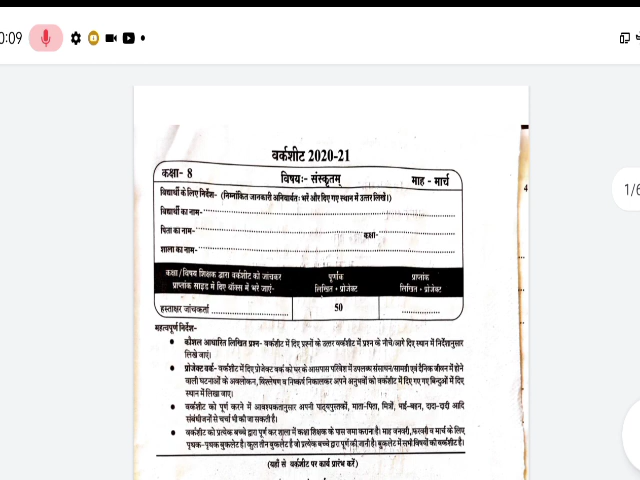 0:09
1/6
वर्कशीट 2020-21
कक्षा- 8 विषयः- संस्कृतम् माह - मार्च
विद्यार्थी के लिए निर्देश- (निम्नांकित जानकारी अनिवार्यतः भरें और दिए गए स्थान में उत्तर लिखें।)
विद्यार्थी का नाम-
पिता का नाम- कक्षा-
शाला का नाम-
कक्षा/विषय शिक्षक द्वारा वर्कशीट को जांचकर पूर्णांक प्राप्तांक
प्राप्तांक साइड में दिए बॉक्स में भरे जाएं- लिखित + प्रोजेक्ट लिखित + प्रोजेक्ट
हस्ताक्षर जांचकर्ता 50
महत्वपूर्ण निर्देश-
• कौशल आधारित लिखित प्रश्न- वर्कशीट में दिए प्रश्नों के उत्तर वर्कशीट में प्रश्न के नीचे/आगे दिए स्थान में निर्देशानुसार
लिखे जाएं।
• प्रोजेक्ट वर्क- वर्कशीट में दिए प्रोजेक्ट वर्क को घर के आसपास परिवेश में उपलब्ध संसाधन/सामग्री एवं दैनिक जीवन में होने
वाली घटनाओं के अवलोकन, विश्लेषण व निष्कर्ष निकालकर अपने अनुभवों को वर्कशीट में दिए गए बिन्दुओं में दिए
स्थान में लिखा जाए।
• वर्कशीट को पूर्ण करने में आवश्यकतानुसार अपनी पाठ्यपुस्तकों, माता-पिता, मित्रों, भाई-बहन, दादा-दादी आदि
संबंधीजनों से चर्चा भी की जा सकती है।
• वर्कशीट को प्रत्येक बच्चे द्वारा पूर्ण कर शाला में कक्षा शिक्षक के पास जमा कराना है। माह जनवरी, फरवरी व मार्च के लिए
पृथक-पृथक बुकलेट है। कुल तीन बुकलेट है जो प्रत्येक बच्चे द्वारा पूर्ण की जानी है। बुकलेट में सभी विषयों की वर्कशीट है।
(यहाँ से वर्कशीट पर कार्य प्रारंभ करें)